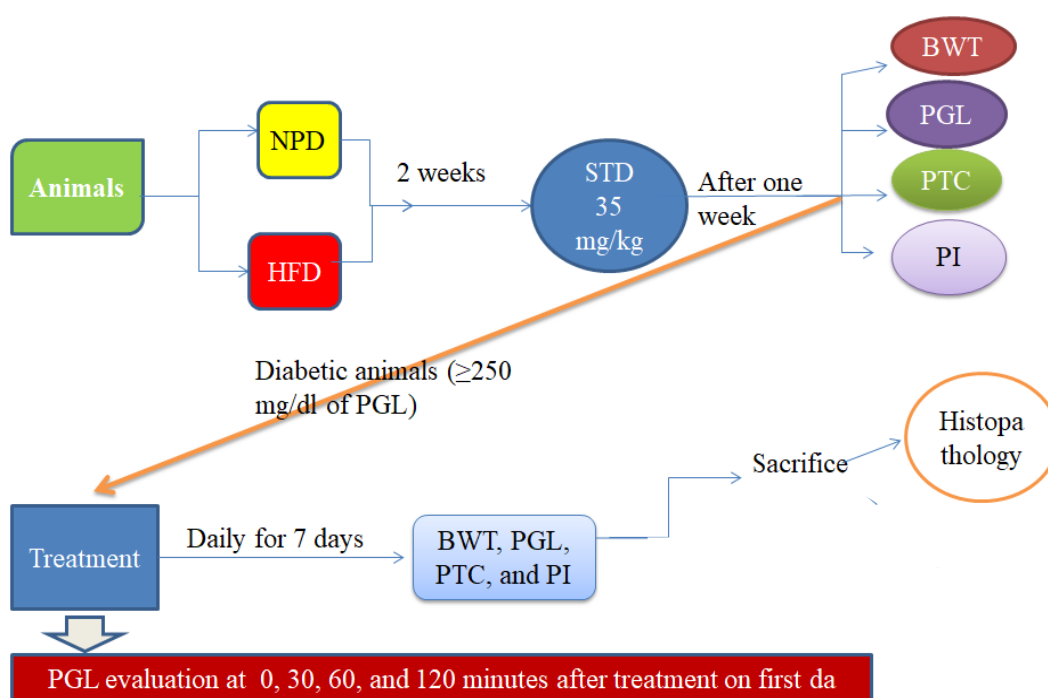 BWT
PGL
PTC
PI
Animals
NPD
HFD
2 weeks
STD
35
mg/kg
After one
week
Diabetic animals (≥250
mg/dl of PGL)
Histopa
thology
Sacrifice
Treatment
Daily for 7 days
BWT, PGL,
PTC, and PI
PGL evaluation at 0, 30, 60, and 120 minutes after treatment on first da